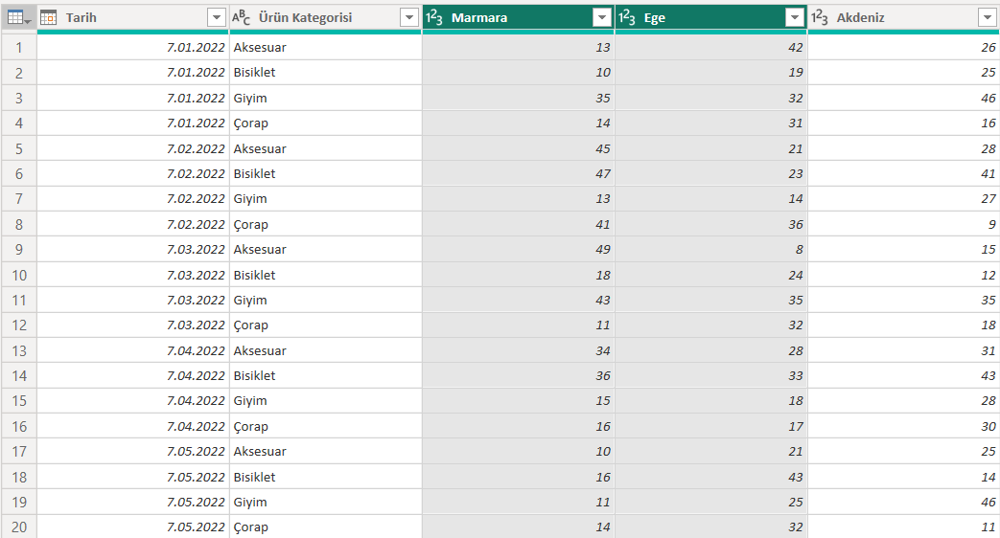 Tarih ABC Ürün Kategorisi 123 Marmara 123 Ege 123 Akdeniz
1 7.01.2022 Aksesuar 13 42 26
2 7.01.2022 Bisiklet 10 19 25
3 7.01.2022 Giyim 35 32 46
4 7.01.2022 Çorap 14 31 16
5 7.02.2022 Aksesuar 45 21 28
6 7.02.2022 Bisiklet 47 23 41
7 7.02.2022 Giyim 13 14 27
8 7.02.2022 Çorap 41 36 9
9 7.03.2022 Aksesuar 49 8 15
10 7.03.2022 Bisiklet 18 24 12
11 7.03.2022 Giyim 43 35 35
12 7.03.2022 Çorap 11 32 18
13 7.04.2022 Aksesuar 34 28 31
14 7.04.2022 Bisiklet 36 33 43
15 7.04.2022 Giyim 15 18 28
16 7.04.2022 Çorap 16 17 30
17 7.05.2022 Aksesuar 10 21 25
18 7.05.2022 Bisiklet 16 43 14
19 7.05.2022 Giyim 11 25 46
20 7.05.2022 Çorap 14 32 11